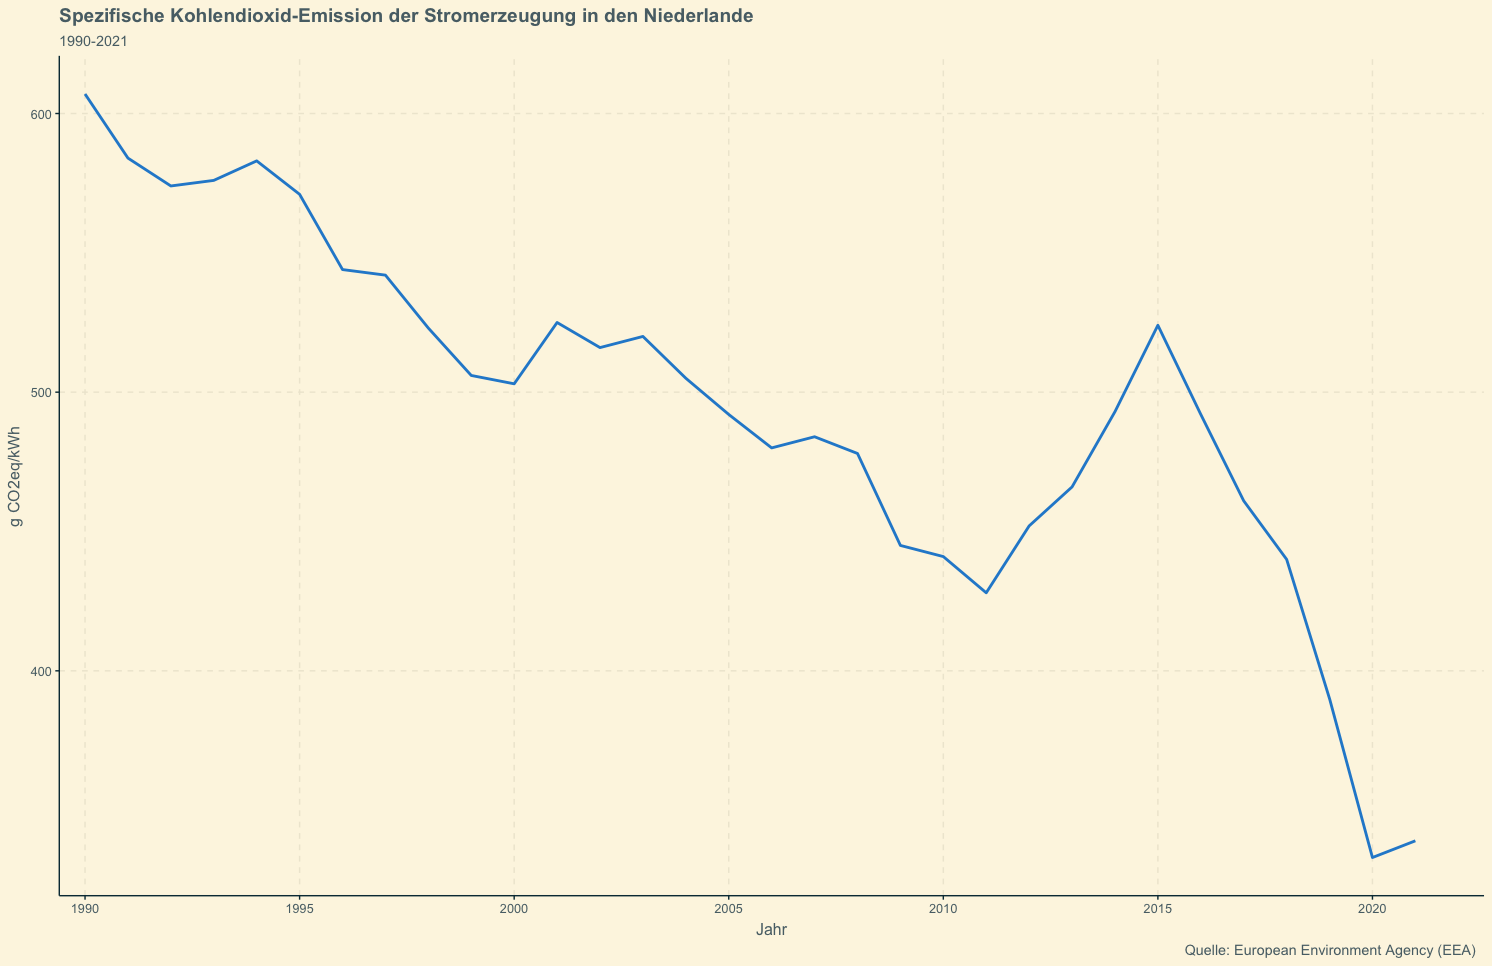 Spezifische Kohlendioxid-Emission der Stromerzeugung in den Niederlande
1990-2021
g CO2eq/kWh
600
500
400
1990 1995 2000 2005 2010 2015 2020
Jahr
Quelle: European Environment Agency (EEA)